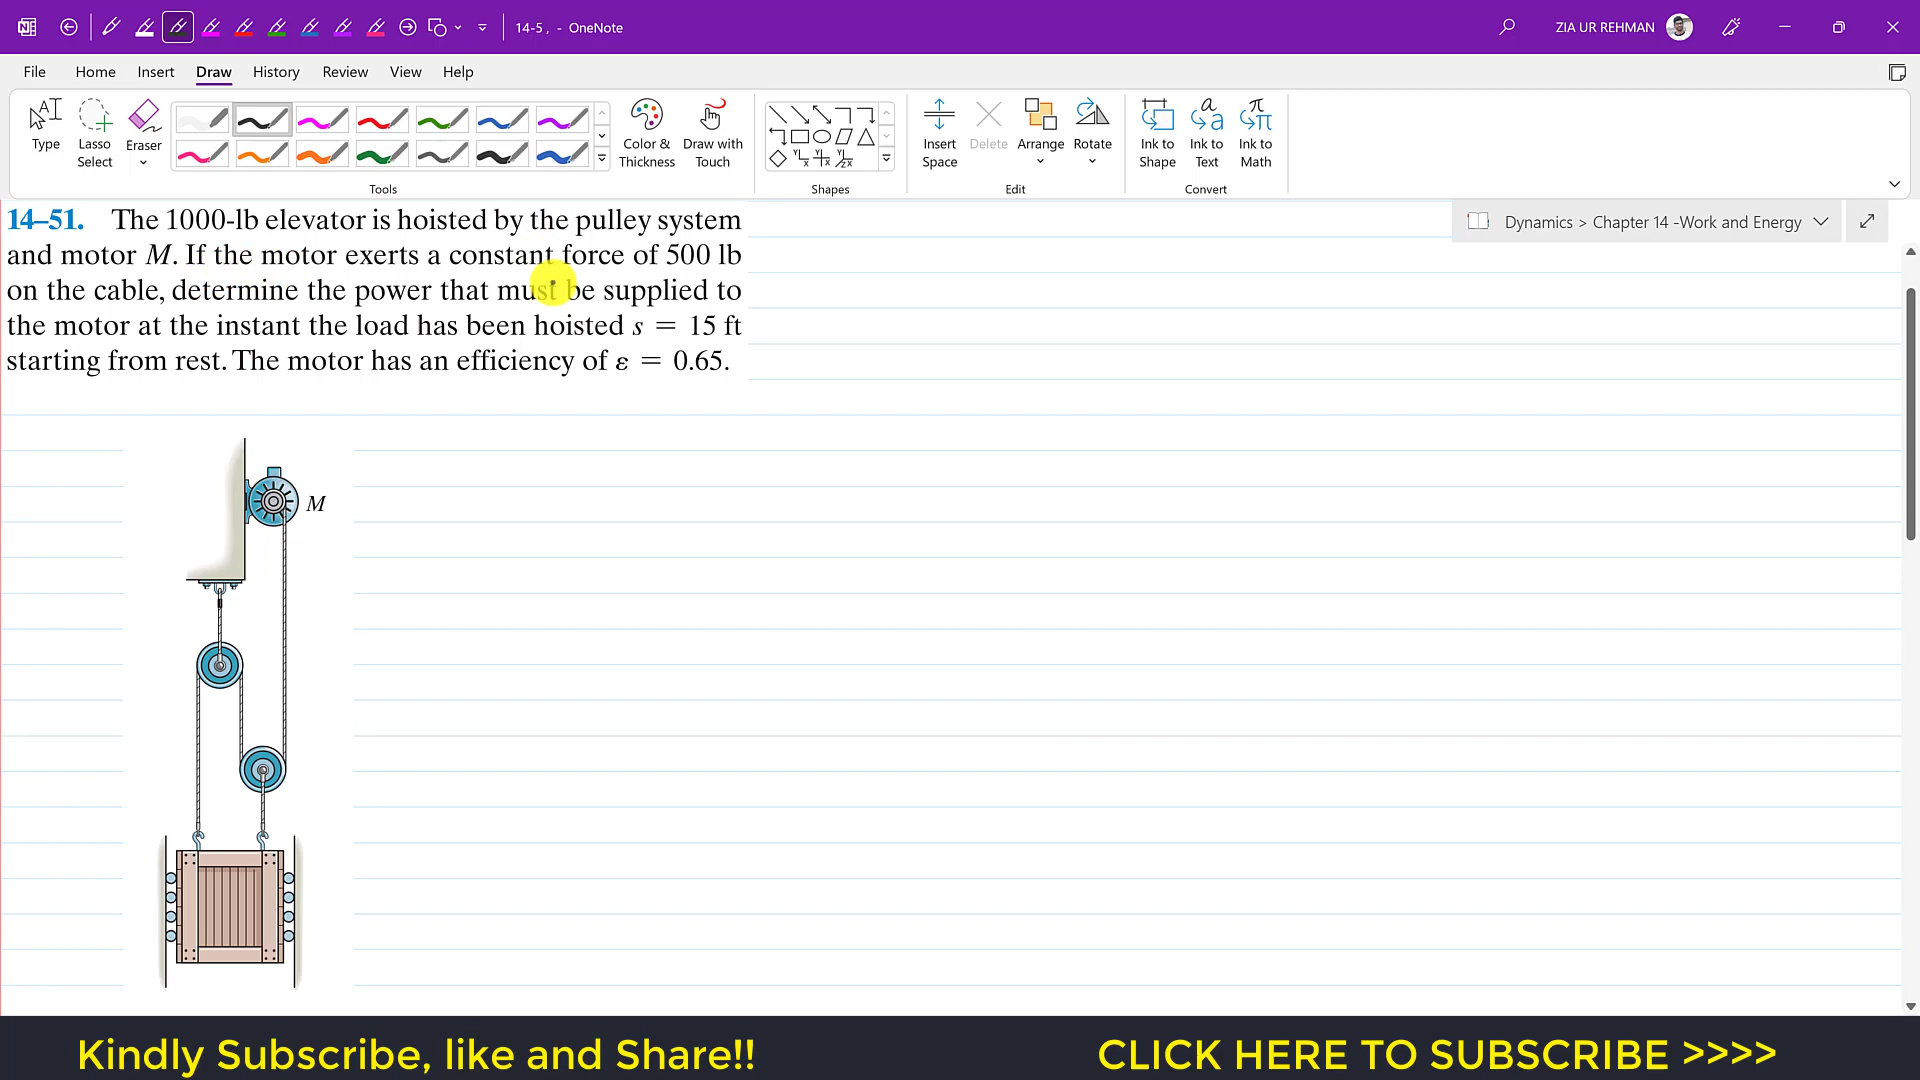 14-5 , - OneNote
ZIA UR REHMAN
File Home Insert Draw History Review View Help
Type
Lasso Select
Eraser
Color & Thickness
Draw with Touch
Insert Space
Delete
Arrange
Rotate
Ink to Shape
Ink to Text
Ink to Math
Tools
Shapes
Edit
Convert
Dynamics > Chapter 14 -Work and Energy
14–51. The 1000-lb elevator is hoisted by the pulley system
and motor M. If the motor exerts a constant force of 500 lb
on the cable, determine the power that must be supplied to
the motor at the instant the load has been hoisted s = 15 ft
starting from rest. The motor has an efficiency of ε = 0.65.
M
Kindly Subscribe, like and Share!!
CLICK HERE TO SUBSCRIBE >>>>